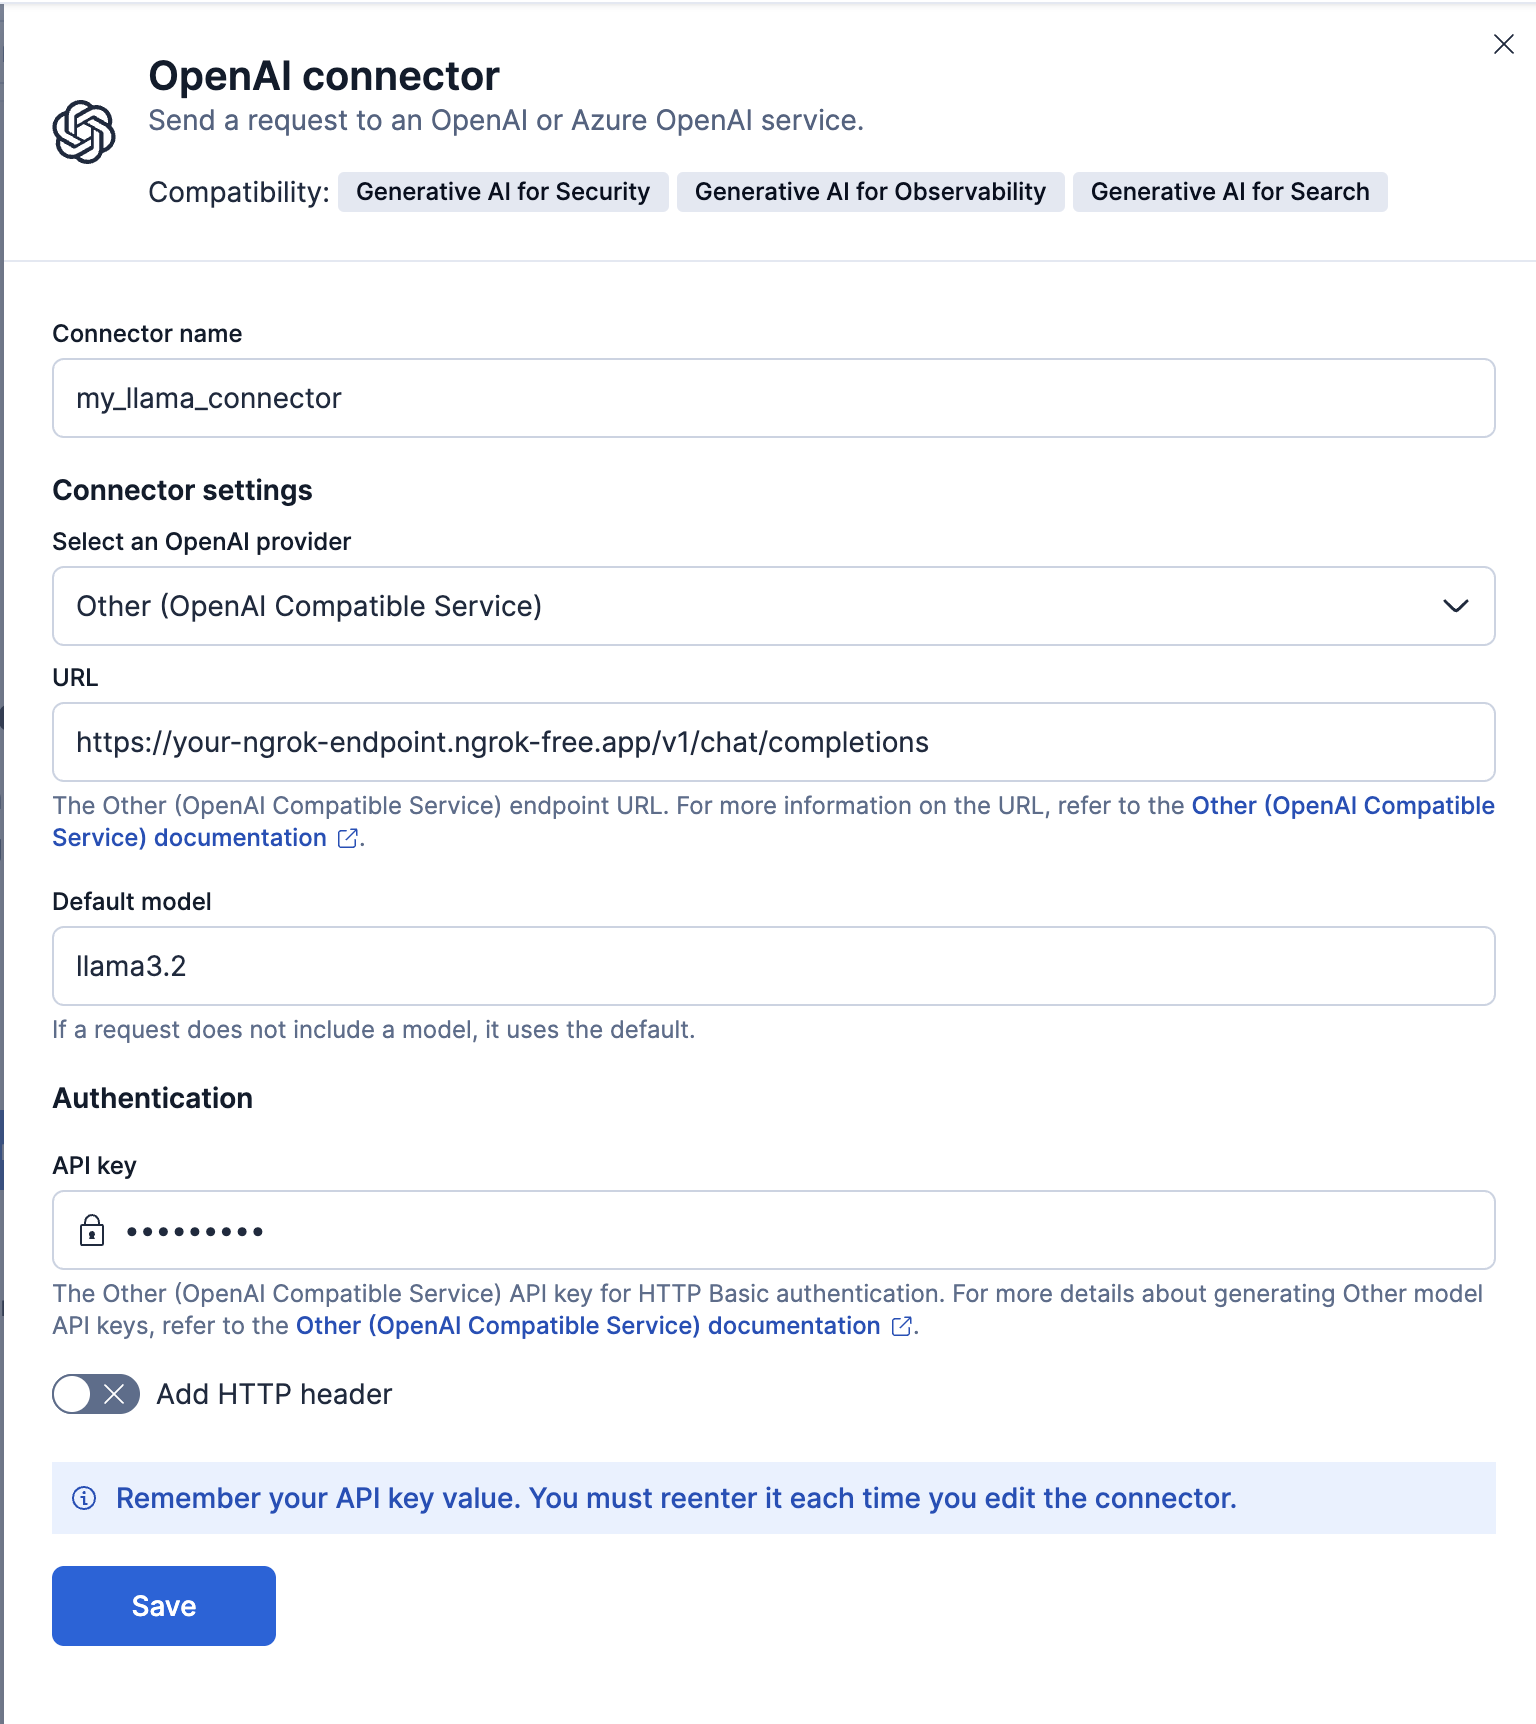 OpenAI connector
Send a request to an OpenAI or Azure OpenAI service.
Compatibility: Generative AI for Security Generative AI for Observability Generative AI for Search
Connector name
my_llama_connector
Connector settings
Select an OpenAI provider
Other (OpenAI Compatible Service)
URL
https://your-ngrok-endpoint.ngrok-free.app/v1/chat/completions
The Other (OpenAI Compatible Service) endpoint URL. For more information on the URL, refer to the Other (OpenAI Compatible
Service) documentation .
Default model
llama3.2
If a request does not include a model, it uses the default.
Authentication
API key
•••••••••
The Other (OpenAI Compatible Service) API key for HTTP Basic authentication. For more details about generating Other model
API keys, refer to the Other (OpenAI Compatible Service) documentation .
Add HTTP header
Remember your API key value. You must reenter it each time you edit the connector.
Save